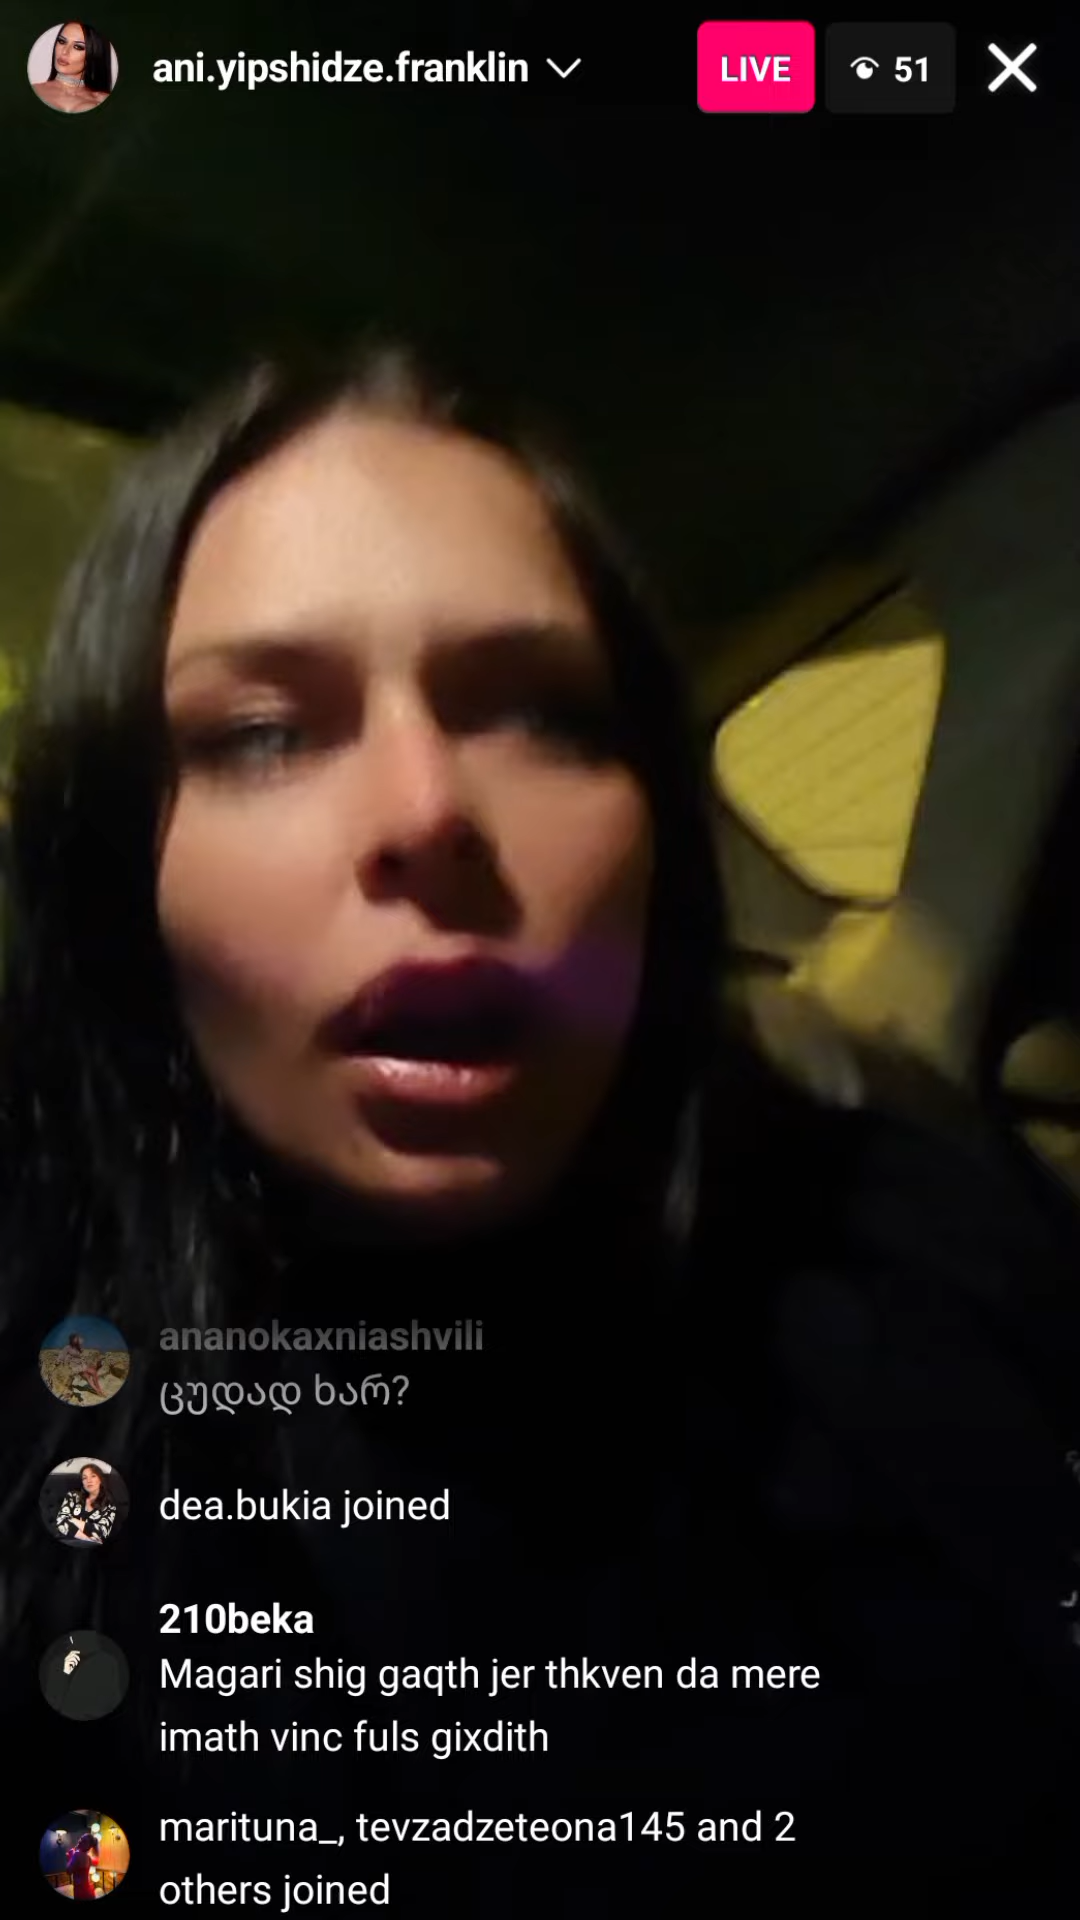 ani.yipshidze.franklin
LIVE
51
ananokaxniashvili
ცუდად ხარ?
dea.bukia joined
210beka
Magari shig gaqth jer thkven da mere
imath vinc fuls gixdith
marituna_, tevzadzeteona145 and 2
others joined